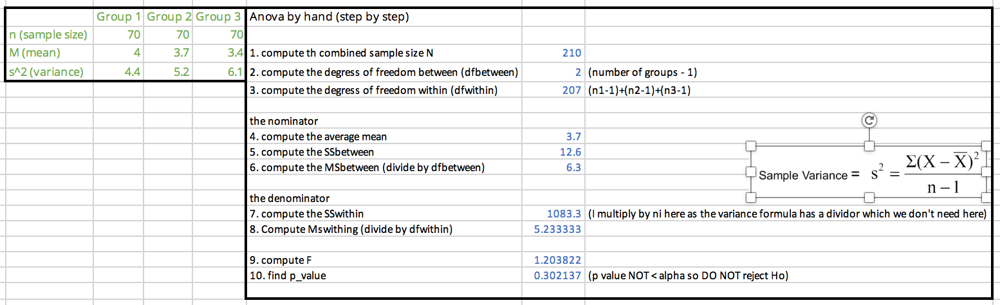 Group 1 Group 2 Group 3 Anova by hand (step by step)
n (sample size) 70 70 70
M (mean) 4 3.7 3.4 1. compute th combined sample size N 210
s^2 (variance) 4.4 5.2 6.1 2. compute the degress of freedom between (dfbetween) 2 (number of groups - 1)
3. compute the degress of freedom within (dfwithin) 207 (n1-1)+(n2-1)+(n3-1)
the nominator
4. compute the average mean 3.7
5. compute the SSbetween 12.6
6. compute the MSbetween (divide by dfbetween) 6.3
Sample Variance = s² = Σ(X – X̅)² / n – 1
the denominator
7. compute the SSwithin 1083.3 (I multiply by ni here as the variance formula has a dividor which we don't need here)
8. Compute Mswithing (divide by dfwithin) 5.233333
9. compute F 1.203822
10. find p_value 0.302137 (p value NOT < alpha so DO NOT reject Ho)